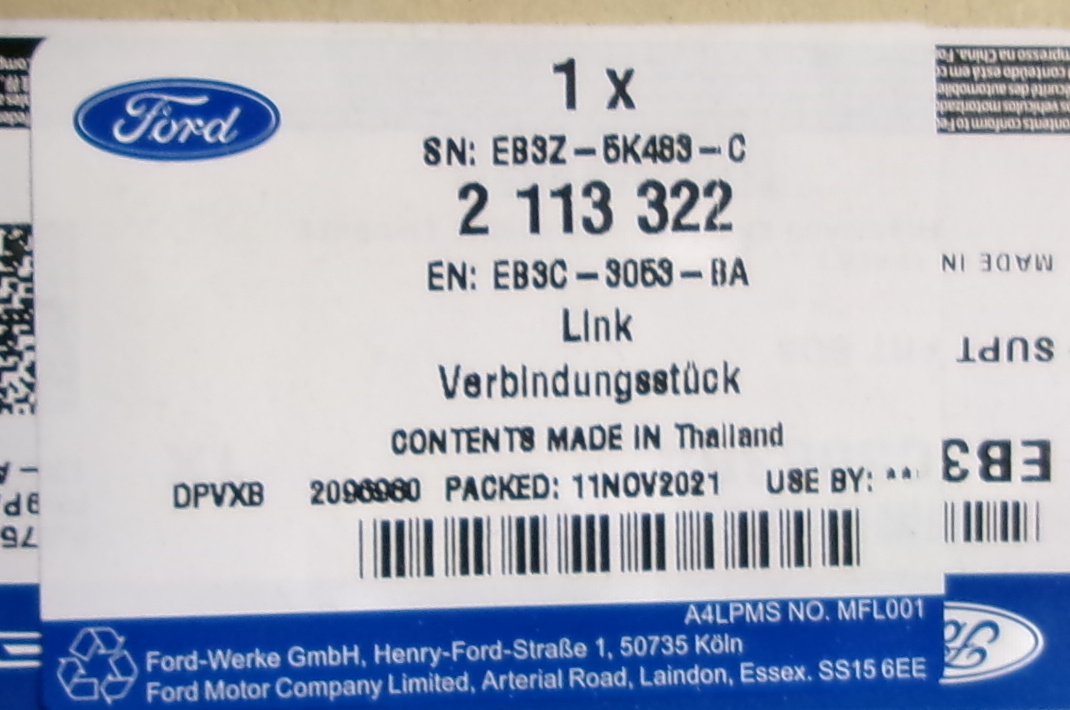 Ford
1 x
SN: EB3Z-5K483-C
2 113 322
EN: EB3C-3053-BA
Link
Verbindungsstück
CONTENTS MADE IN Thailand
DPVXB 2096980 PACKED: 11NOV2021 USE BY: **
A4LPMS NO. MFL001
Ford-Werke GmbH, Henry-Ford-Straße 1, 50735 Köln
Ford Motor Company Limited, Arterial Road, Laindon, Essex. SS15 6EE
MADE IN
SUPT
EB3